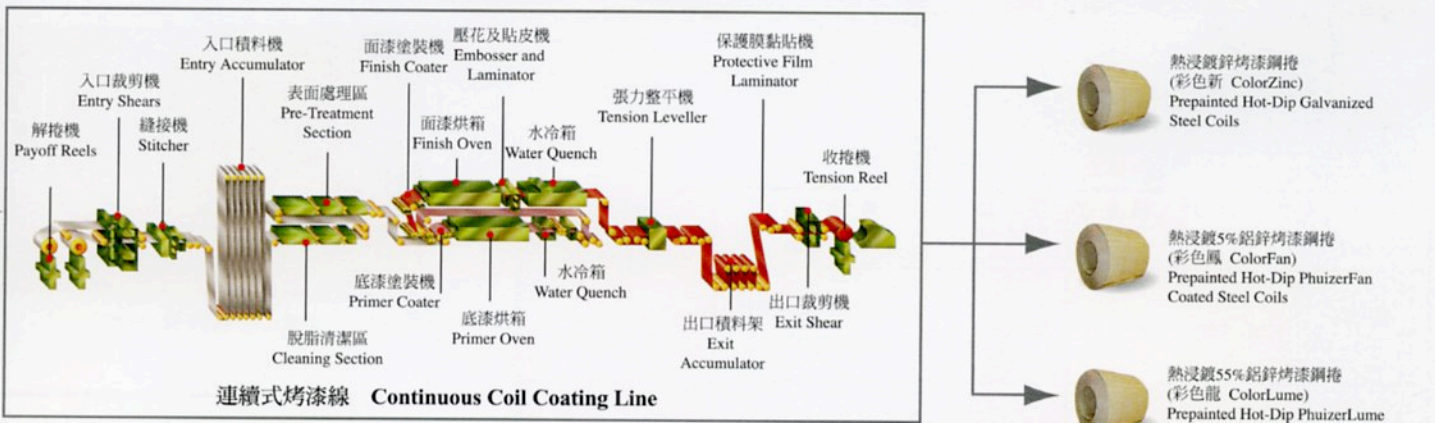 解捲機
Payoff Reels
入口裁剪機
Entry Shears
縫接機
Stitcher
入口積料機
Entry Accumulator
表面處理區
Pre-Treatment
Section
脫脂清潔區
Cleaning Section
面漆塗裝機
Finish Coater
底漆塗裝機
Primer Coater
面漆烘箱
Finish Oven
底漆烘箱
Primer Oven
壓花及貼皮機
Embosser and
Laminator
水冷箱
Water Quench
水冷箱
Water Quench
張力整平機
Tension Leveller
出口積料架
Exit
Accumulator
保護膜黏貼機
Protective Film
Laminator
出口裁剪機
Exit Shear
收捲機
Tension Reel
連續式烤漆線 Continuous Coil Coating Line
熱浸鍍鋅烤漆鋼捲
(彩色新 ColorZinc)
Prepainted Hot-Dip Galvanized
Steel Coils
熱浸鍍5%鋁鋅烤漆鋼捲
(彩色鳳 ColorFan)
Prepainted Hot-Dip PhuizerFan
Coated Steel Coils
熱浸鍍55%鋁鋅烤漆鋼捲
(彩色龍 ColorLume)
Prepainted Hot-Dip PhuizerLume